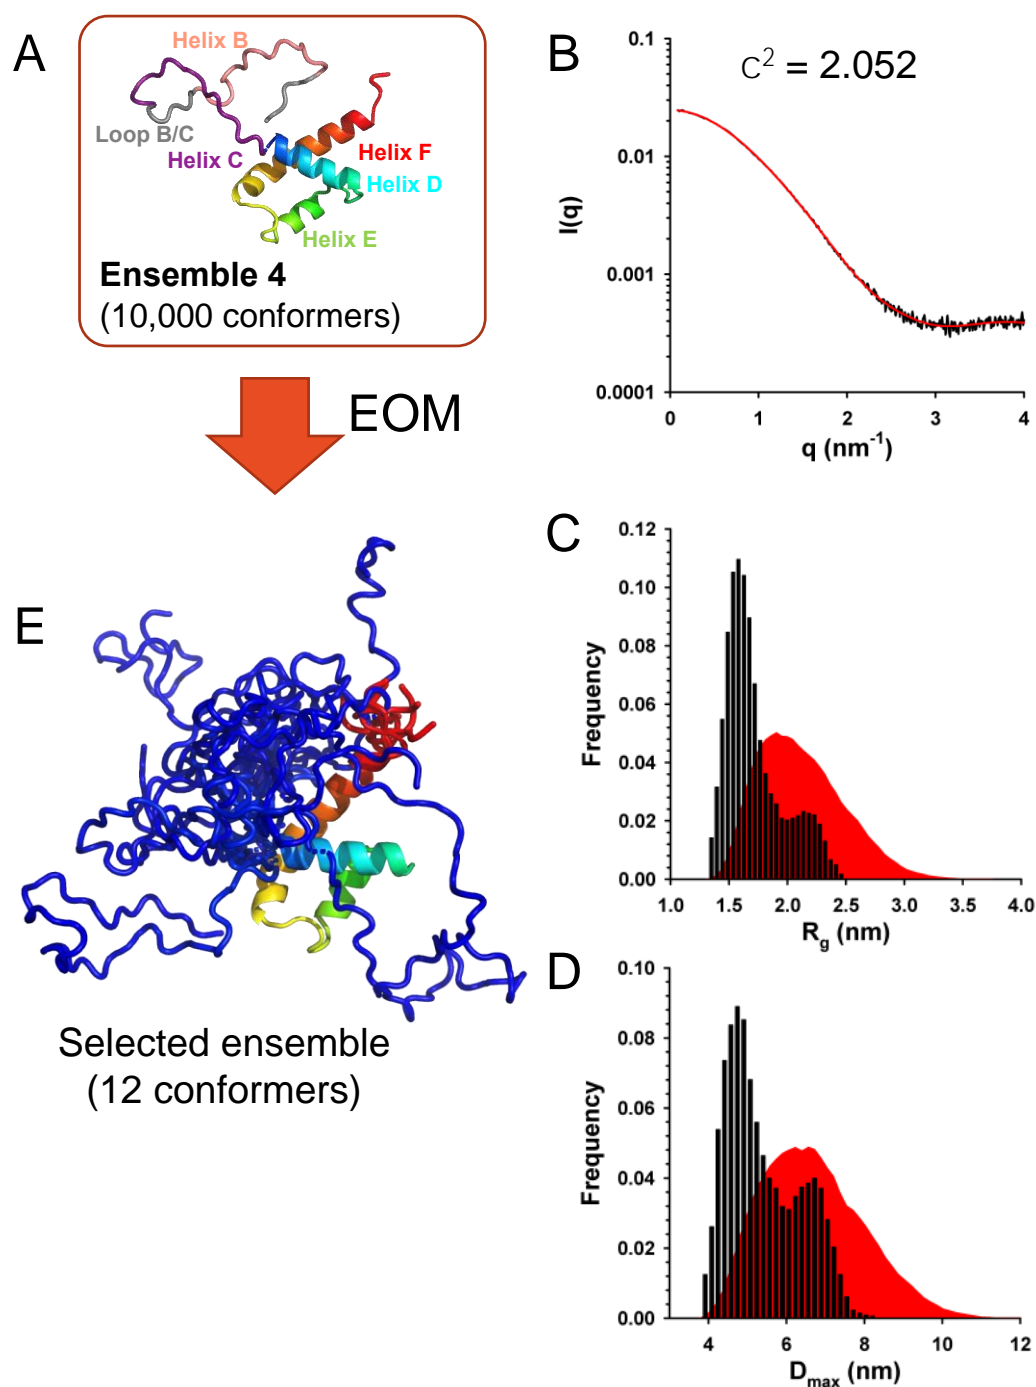 A
Helix B
Loop B/C
Helix C
Helix F
Helix D
Helix E
Ensemble 4
(10,000 conformers)
EOM
E
Selected ensemble
(12 conformers)
B
C² = 2.052
0.1
0.01
0.001
0.0001
I(q)
0 1 2 3 4
q (nm⁻¹)
C
0.12
0.10
0.08
0.06
0.04
0.02
0.00
Frequency
1.0 1.5 2.0 2.5 3.0 3.5 4.0
Rg (nm)
D
0.10
0.08
0.06
0.04
0.02
0.00
Frequency
4 6 8 10 12
Dmax (nm)